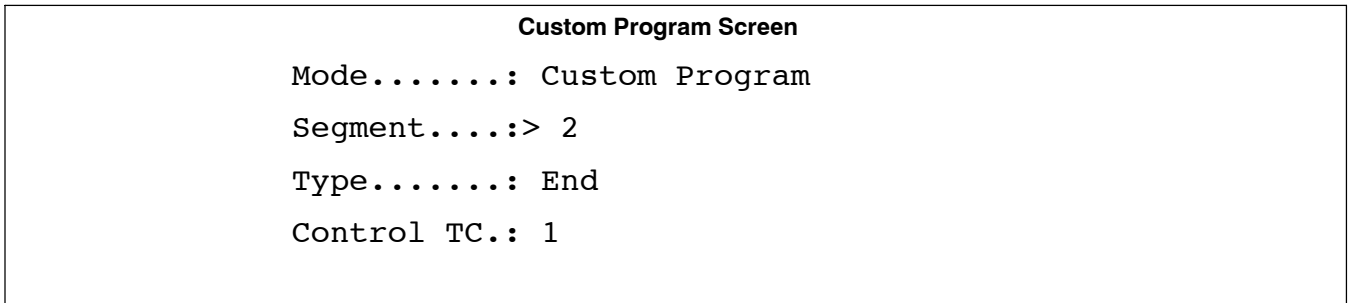 Custom Program Screen
Mode.......: Custom Program
Segment....:> 2
Type.......: End
Control TC.: 1